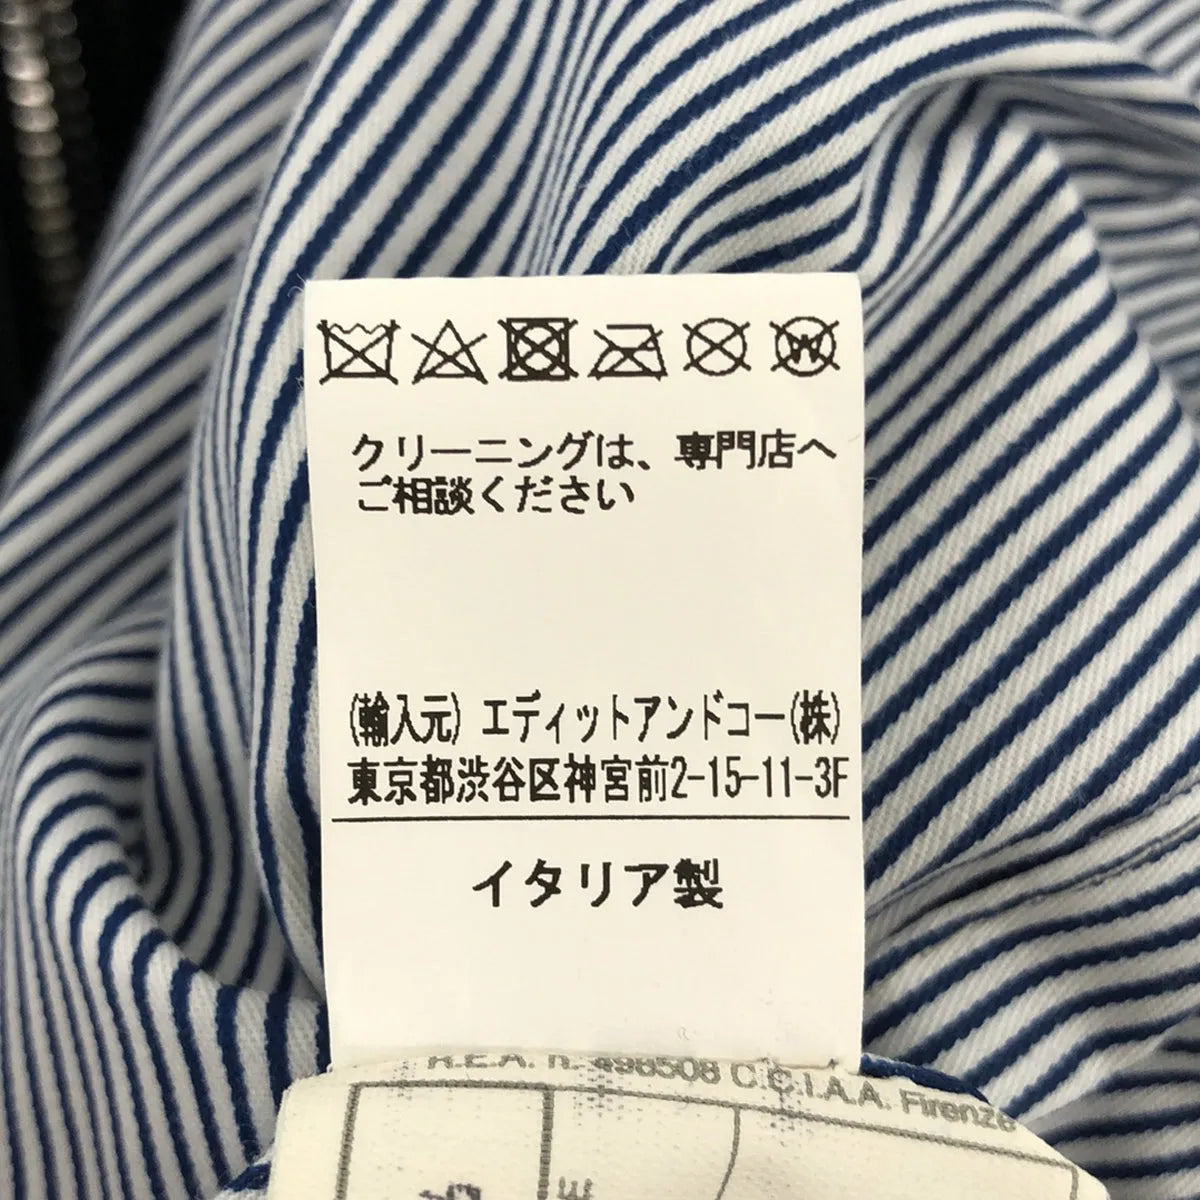 クリーニングは、専門店へ
ご相談ください
(輸入元) エディットアンドコー(株)
東京都渋谷区神宮前2-15-11-3F
イタリア製
R.E.A. n. 498508 C.C.I.A.A. Firenze